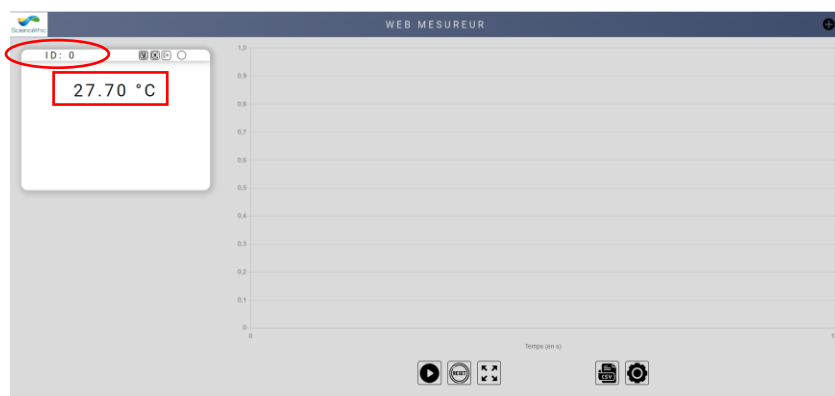 Sciencéthic
WEB MESUREUR
ID: 0
27.70 °C
1,0
0,9
0,8
0,7
0,6
0,5
0,4
0,3
0,2
0,1
0
0
1
Temps (en s)
RESET
CSV